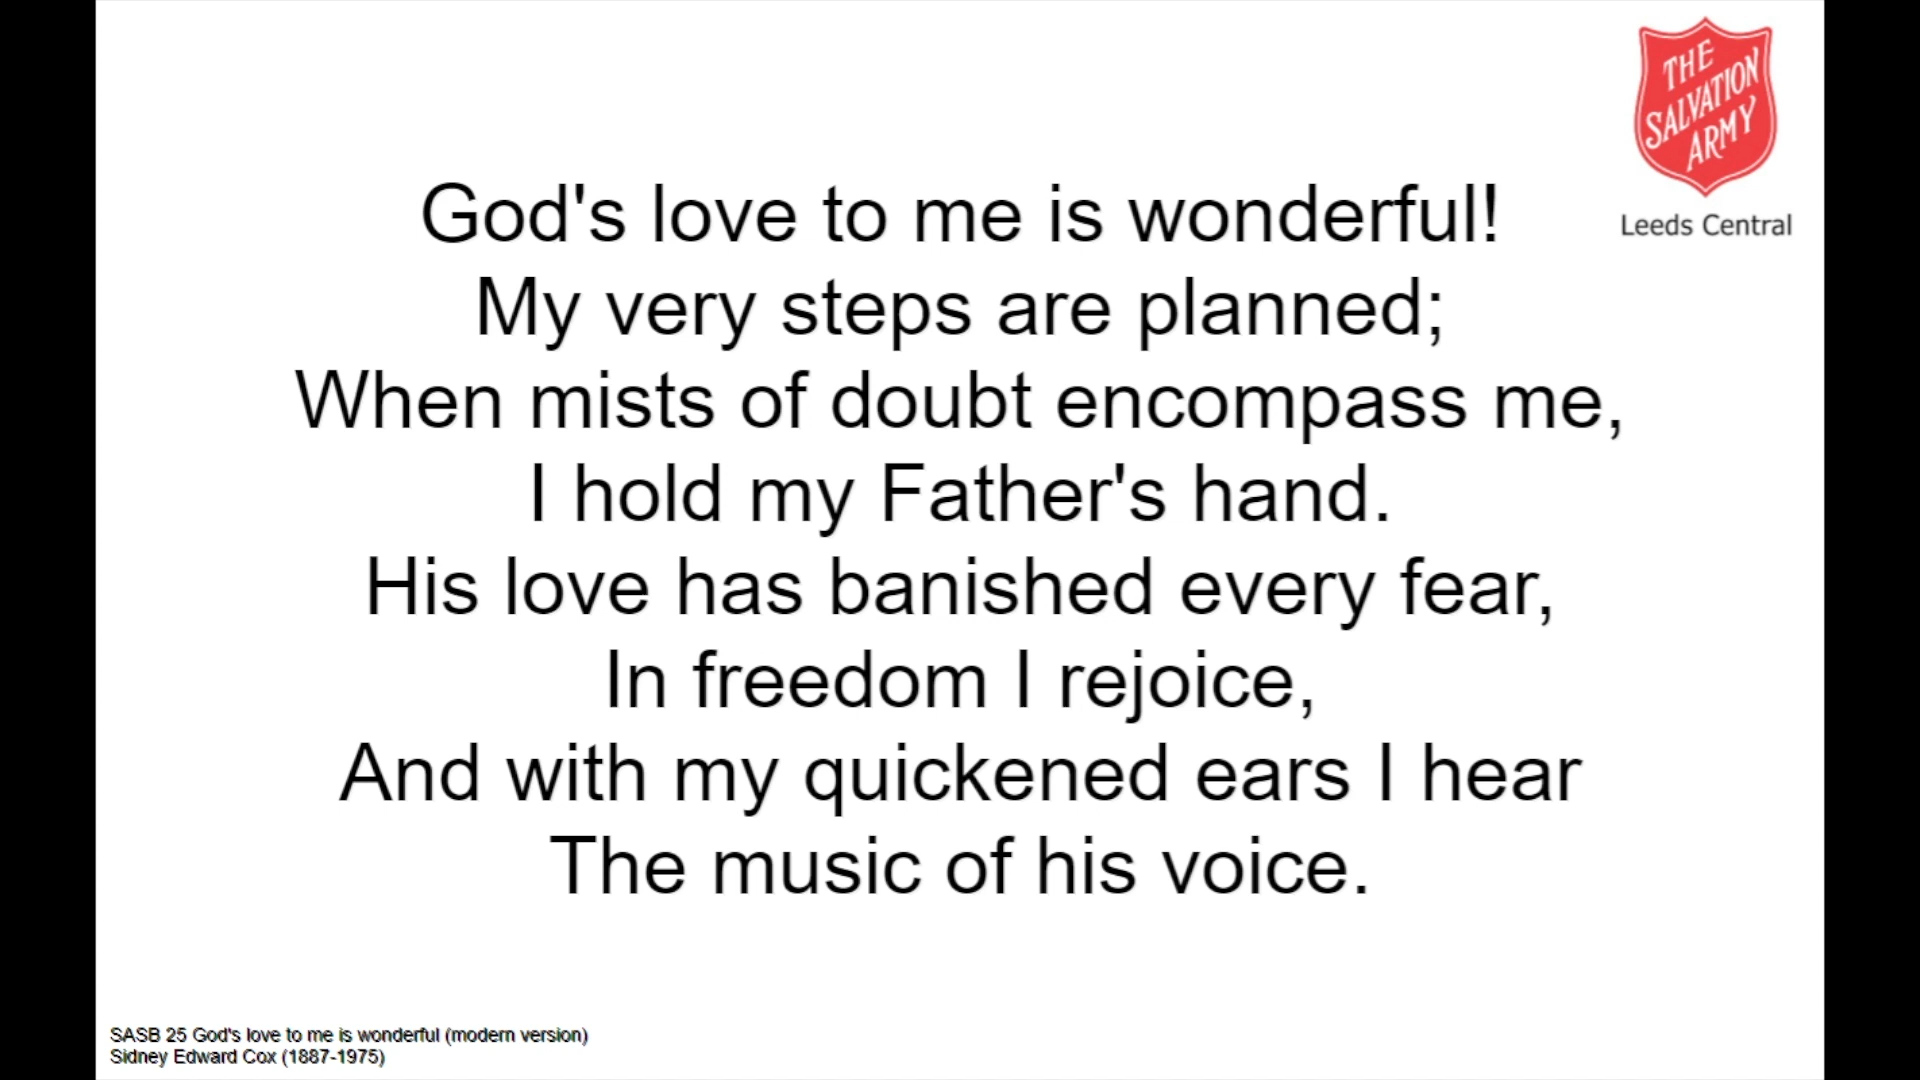 THE
SALVATION
ARMY
Leeds Central
God's love to me is wonderful!
My very steps are planned;
When mists of doubt encompass me,
I hold my Father's hand.
His love has banished every fear,
In freedom I rejoice,
And with my quickened ears I hear
The music of his voice.
SASB 25 God's love to me is wonderful (modern version)
Sidney Edward Cox (1887-1975)